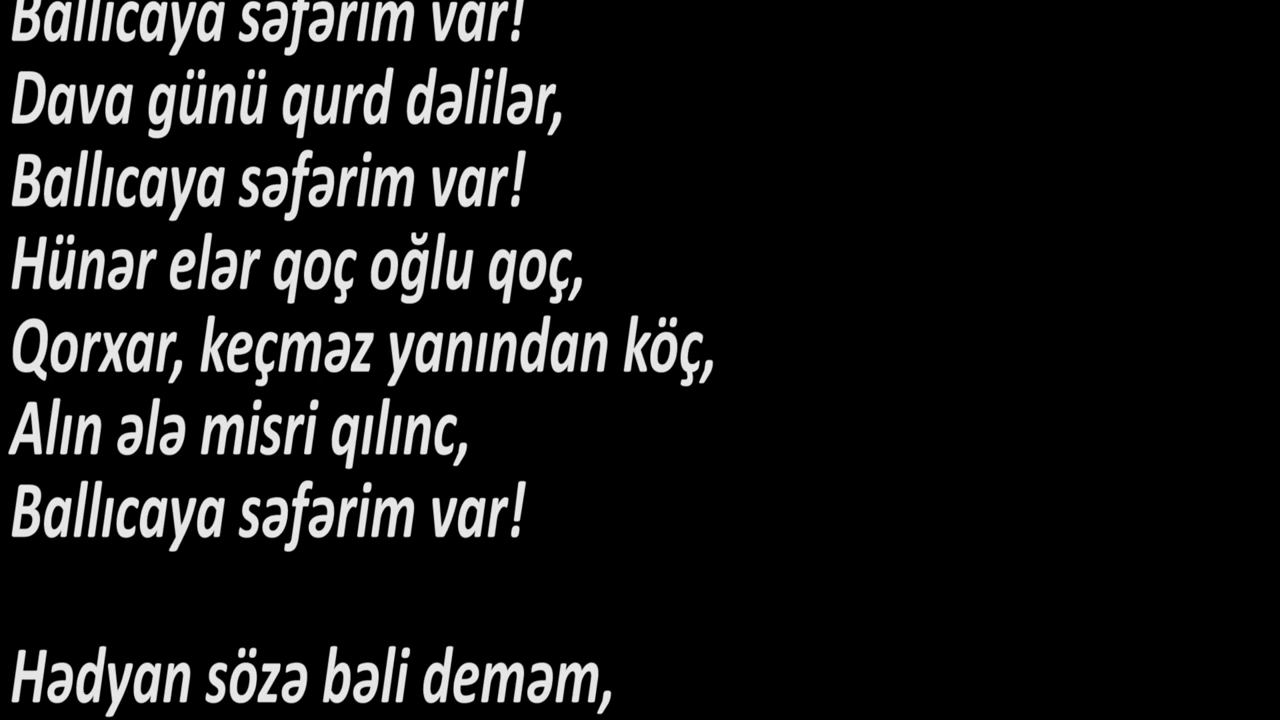 Ballıcaya səfərim var!
Dava günü qurd dəlilər,
Ballıcaya səfərim var!
Hünər elər qoç oğlu qoç,
Qorxar, keçməz yanından köç,
Alın ələ misri qılınc,
Ballıcaya səfərim var!
Hədyan sözə bəli demәm,